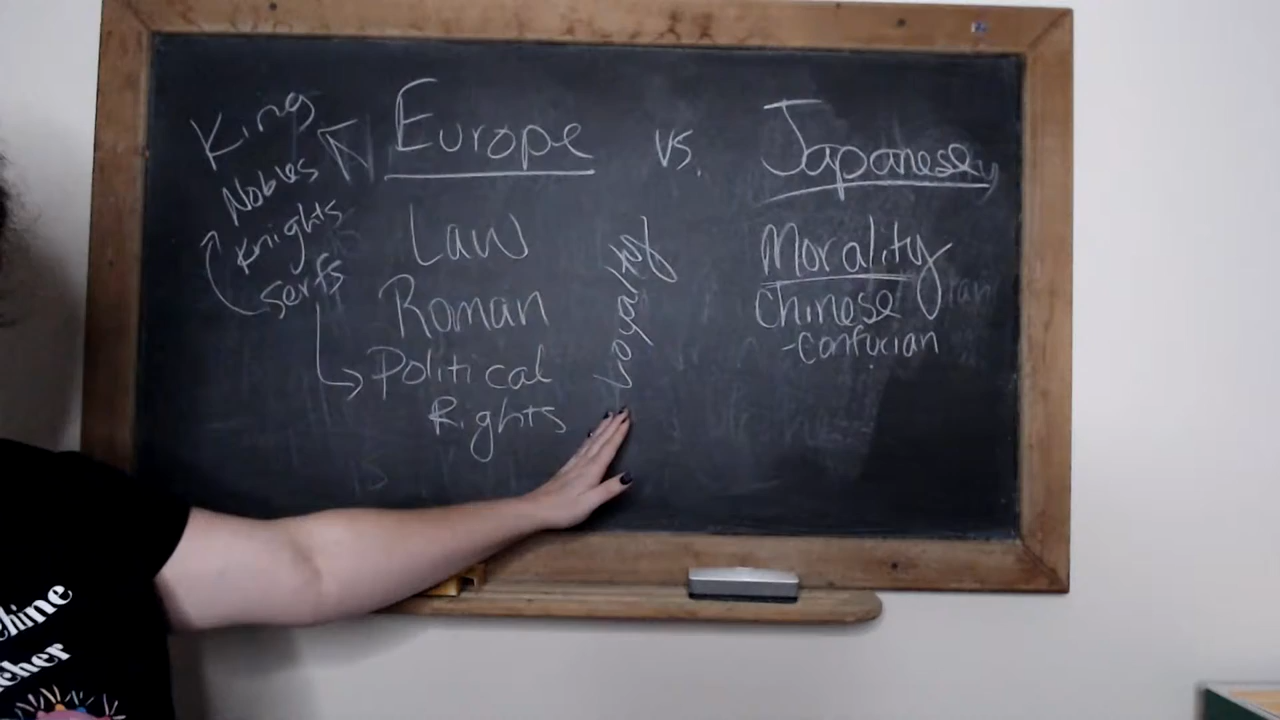 King
Nobles
Knights
serfs
Europe vs. Japanese
Law
Roman
Political
Rights
Loyalty
Morality
Chinese
-Confucian